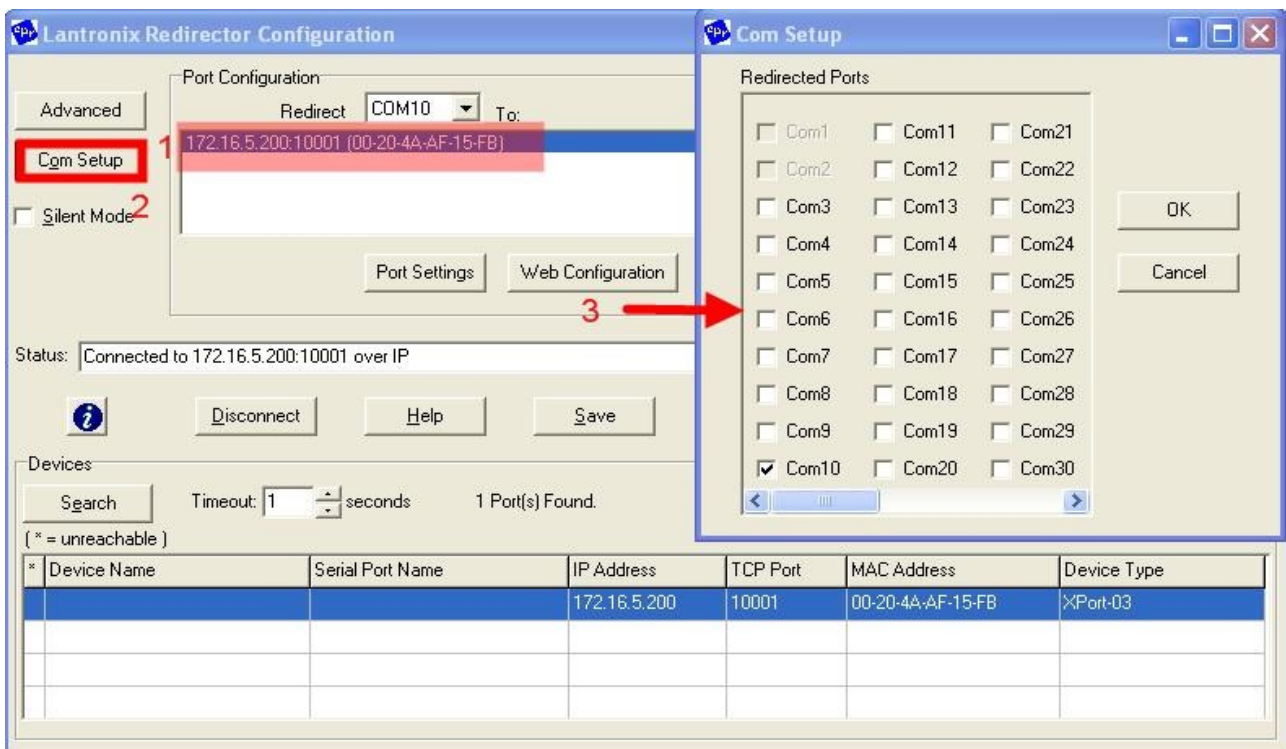 Lantronix Redirector Configuration
Port Configuration
Advanced
Redirect COM10 To:
1
172.16.5.200:10001 (00-20-4A-AF-15-FB)
Com Setup
2
Silent Mode
Port Settings Web Configuration
3
Status: Connected to 172.16.5.200:10001 over IP
Disconnect Help Save
Devices
Search Timeout: 1 seconds 1 Port(s) Found.
( * = unreachable )
* Device Name Serial Port Name IP Address TCP Port MAC Address Device Type
172.16.5.200 10001 00-20-4A-AF-15-FB XPort-03
Com Setup
Redirected Ports
Com1 Com11 Com21
Com2 Com12 Com22
Com3 Com13 Com23
Com4 Com14 Com24
Com5 Com15 Com25
Com6 Com16 Com26
Com7 Com17 Com27
Com8 Com18 Com28
Com9 Com19 Com29
Com10 Com20 Com30
OK
Cancel